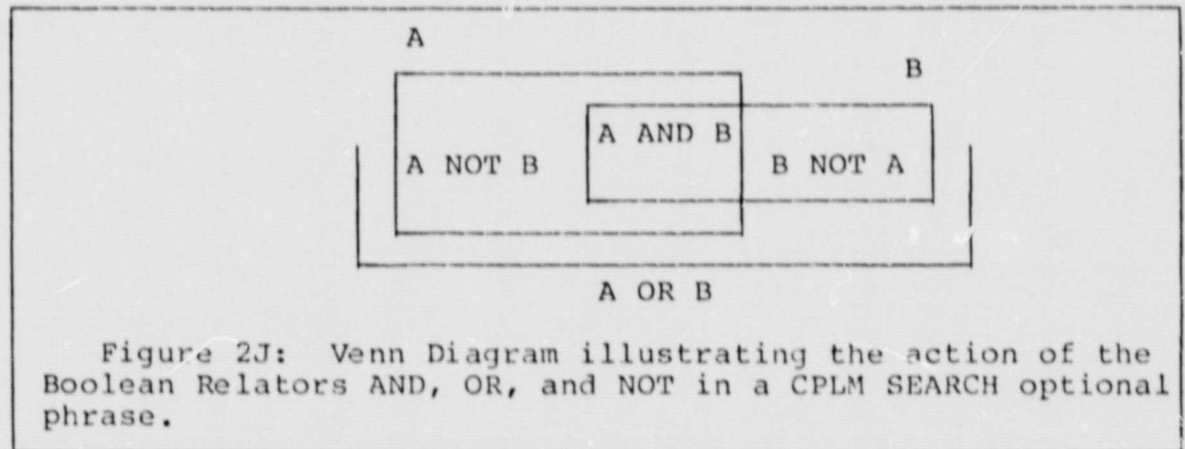 A
B
A AND B
A NOT B B NOT A
A OR B
Figure 2J: Venn Diagram illustrating the action of the
Boolean Relators AND, OR, and NOT in a CPLM SEARCH optional
phrase.